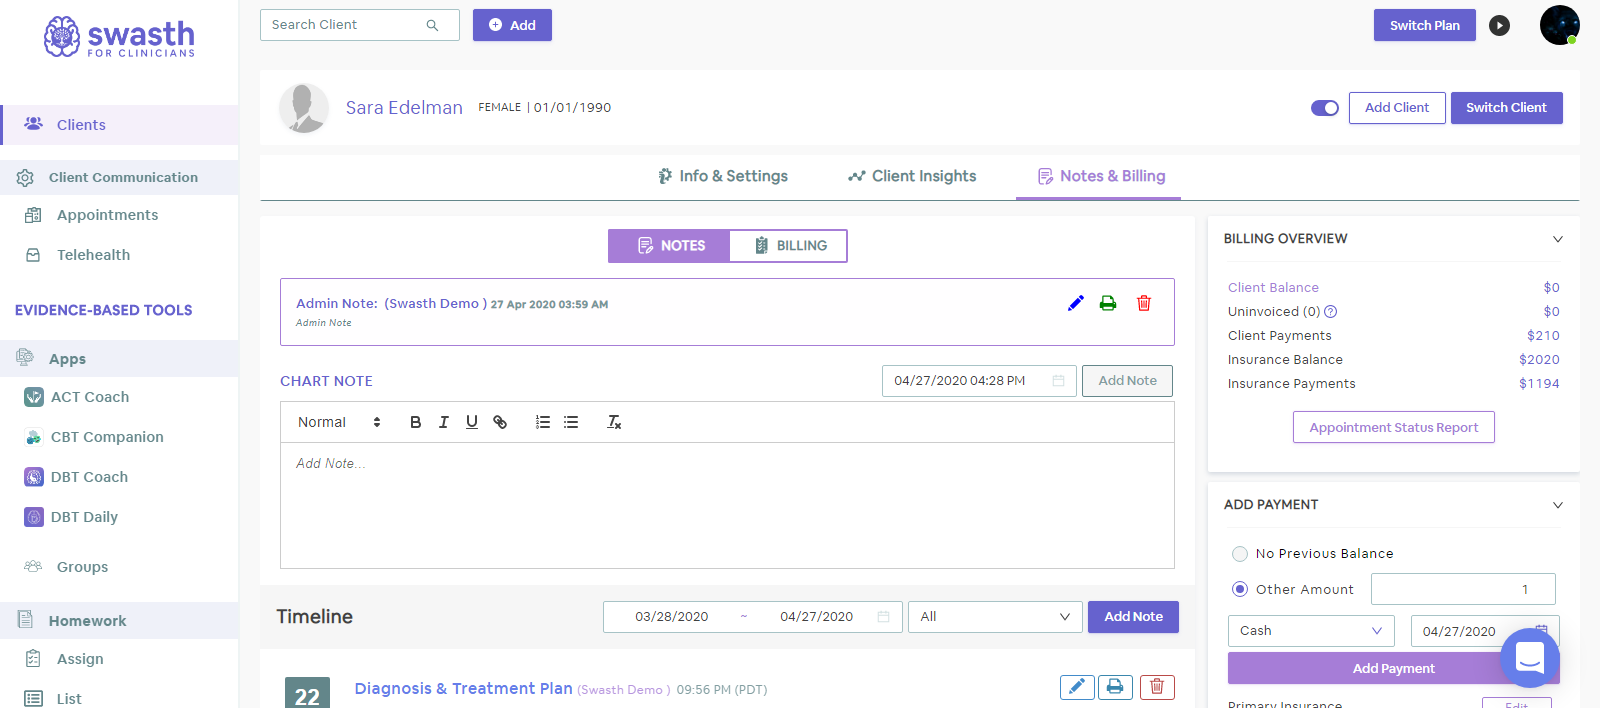 swasth
FOR CLINICIANS
Search Client
Add
Switch Plan
Clients
Client Communication
Appointments
Telehealth
EVIDENCE-BASED TOOLS
Apps
ACT Coach
CBT Companion
DBT Coach
DBT Daily
Groups
Homework
Assign
List
Sara Edelman FEMALE | 01/01/1990
Add Client
Switch Client
Info & Settings
Client Insights
Notes & Billing
NOTES
BILLING
Admin Note: (Swasth Demo ) 27 Apr 2020 03:59 AM
Admin Note
CHART NOTE
04/27/2020 04:28 PM
Add Note
Normal
Add Note...
Timeline
03/28/2020 ~ 04/27/2020
All
Add Note
22
Diagnosis & Treatment Plan (Swasth Demo ) 09:56 PM (PDT)
BILLING OVERVIEW
Client Balance $0
Uninvoiced (0) $0
Client Payments $210
Insurance Balance $2020
Insurance Payments $1194
Appointment Status Report
ADD PAYMENT
No Previous Balance
Other Amount 1
Cash
04/27/2020
Add Payment
Primary Insurance
Edit